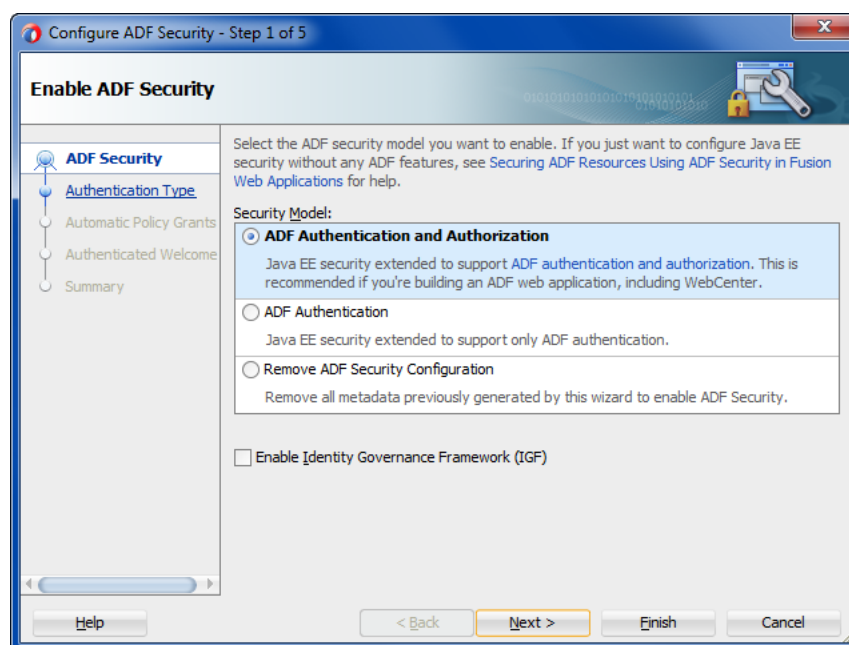 Configure ADF Security - Step 1 of 5
x
Enable ADF Security
ADF Security
Authentication Type
Automatic Policy Grants
Authenticated Welcome
Summary
Select the ADF security model you want to enable. If you just want to configure Java EE
security without any ADF features, see Securing ADF Resources Using ADF Security in Fusion
Web Applications for help.
Security Model:
ADF Authentication and Authorization
Java EE security extended to support ADF authentication and authorization. This is
recommended if you're building an ADF web application, including WebCenter.
ADF Authentication
Java EE security extended to support only ADF authentication.
Remove ADF Security Configuration
Remove all metadata previously generated by this wizard to enable ADF Security.
Enable Identity Governance Framework (IGF)
Help
< Back
Next >
Finish
Cancel